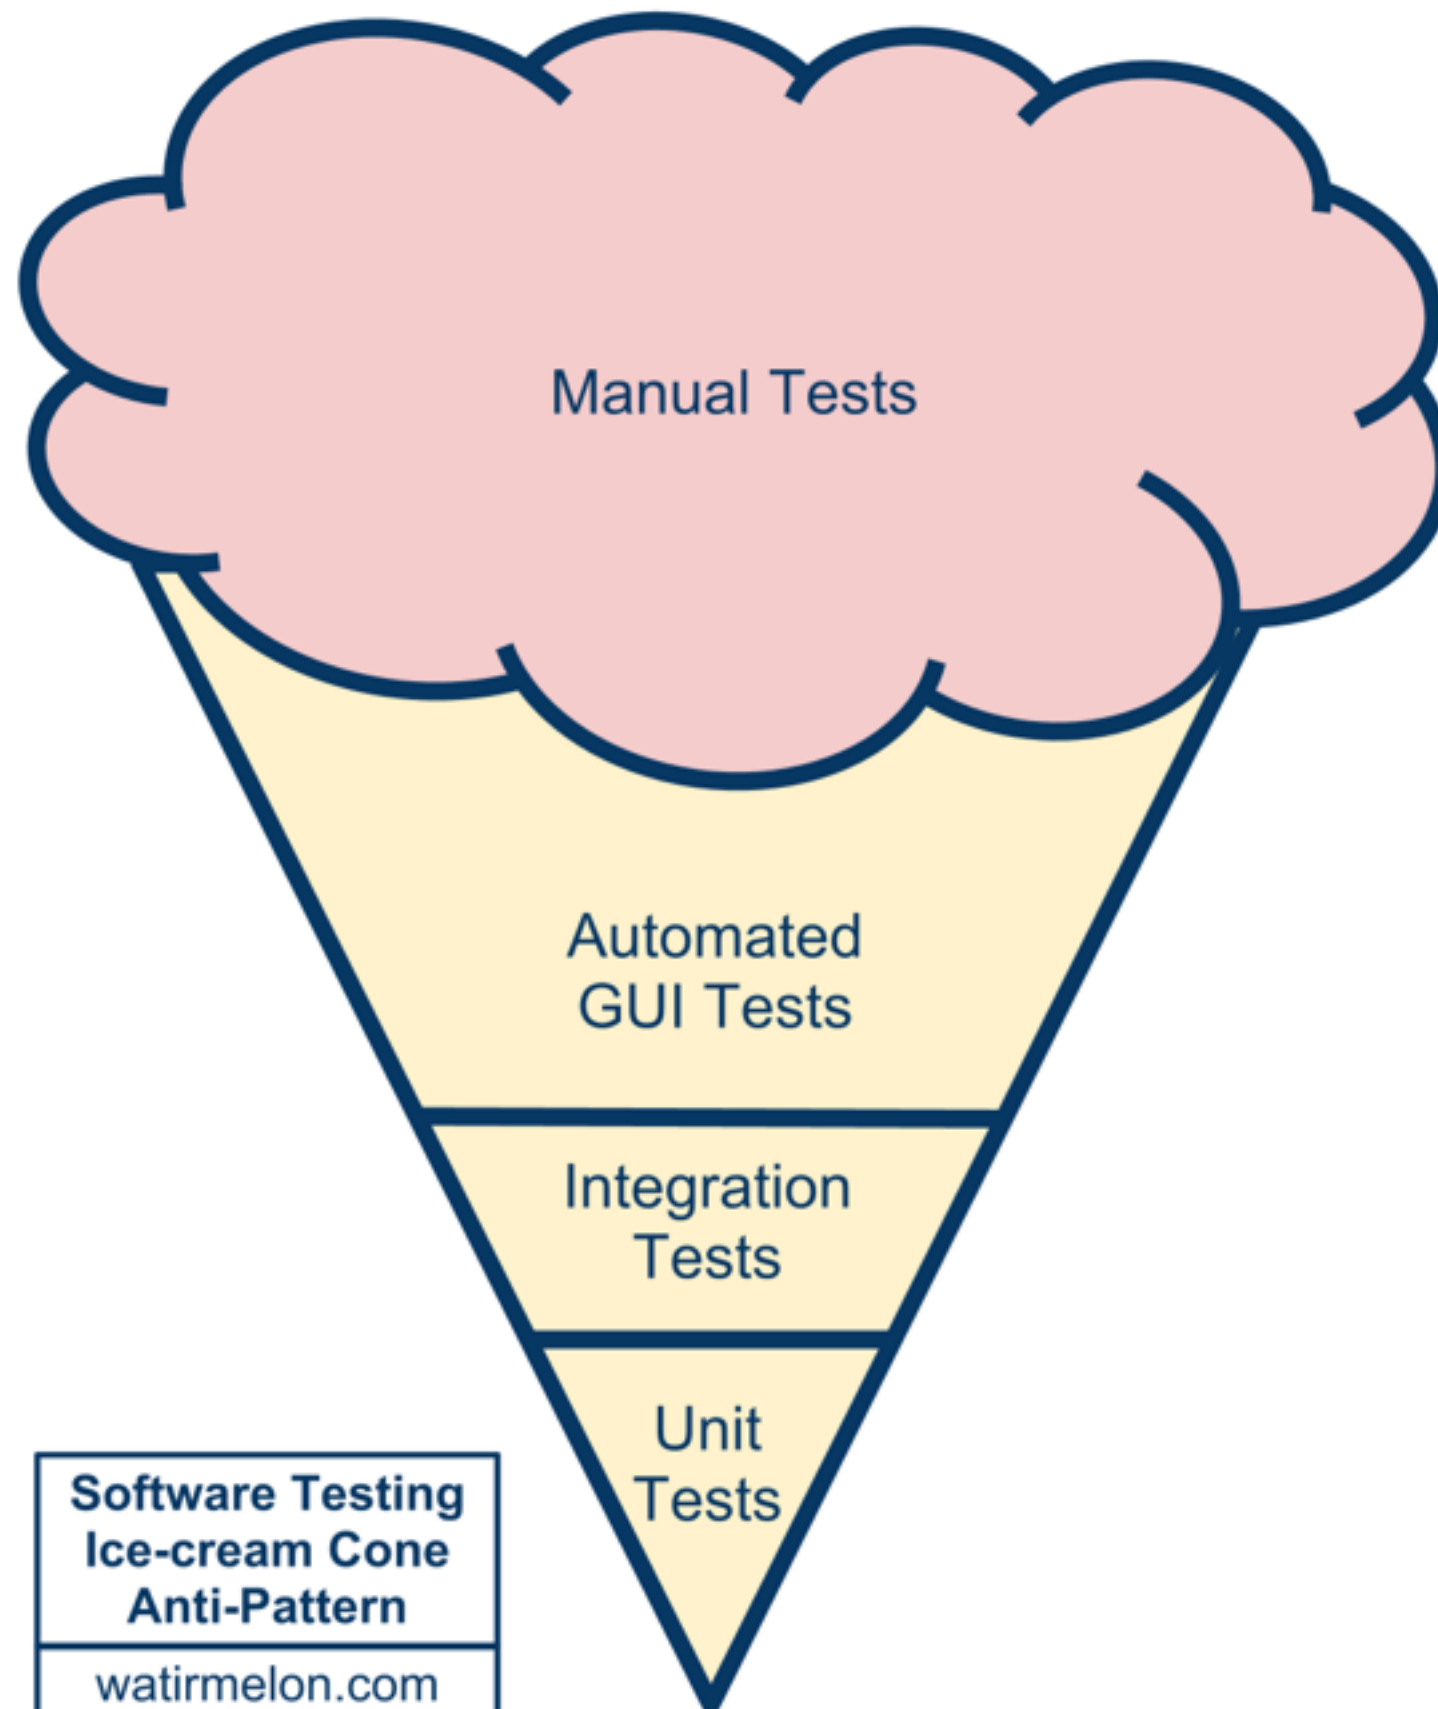 Manual Tests
Automated
GUI Tests
Integration
Tests
Unit
Tests
Software Testing
Ice-cream Cone
Anti-Pattern
watirmelon.com